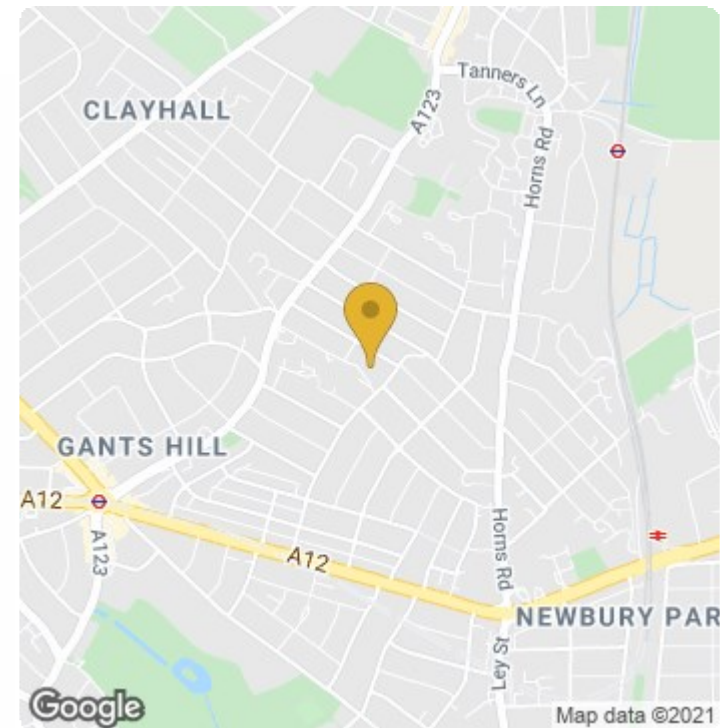 Tanners Ln
CLAYHALL
A123
Horns Rd
GANTS HILL
A12
A123
A12
Horns Rd
NEWBURY PAR
Ley St
Google
Map data ©2021